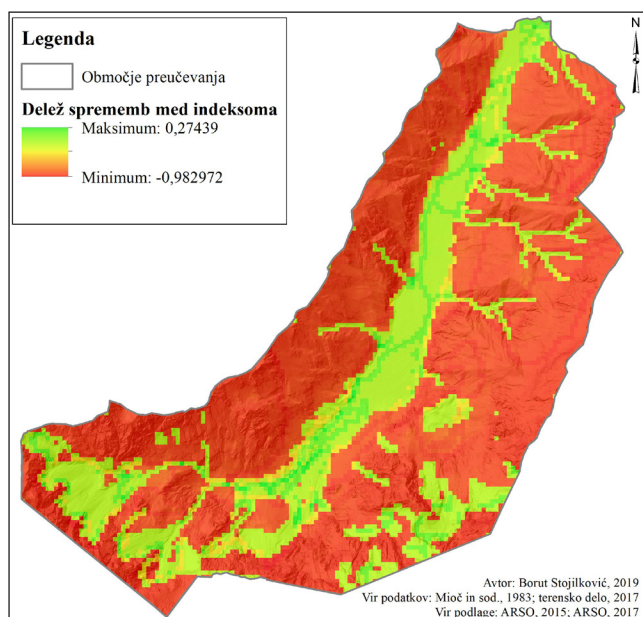 Legenda
Območje preučevanja
Delež sprememb med indeksoma
Maksimum: 0,27439
Minimum: -0,982972
N
Avtor: Borut Stojilković, 2019
Vir podatkov: Mioč in sod., 1983; terensko delo, 2017
Vir podlage: ARSO, 2015; ARSO, 2017